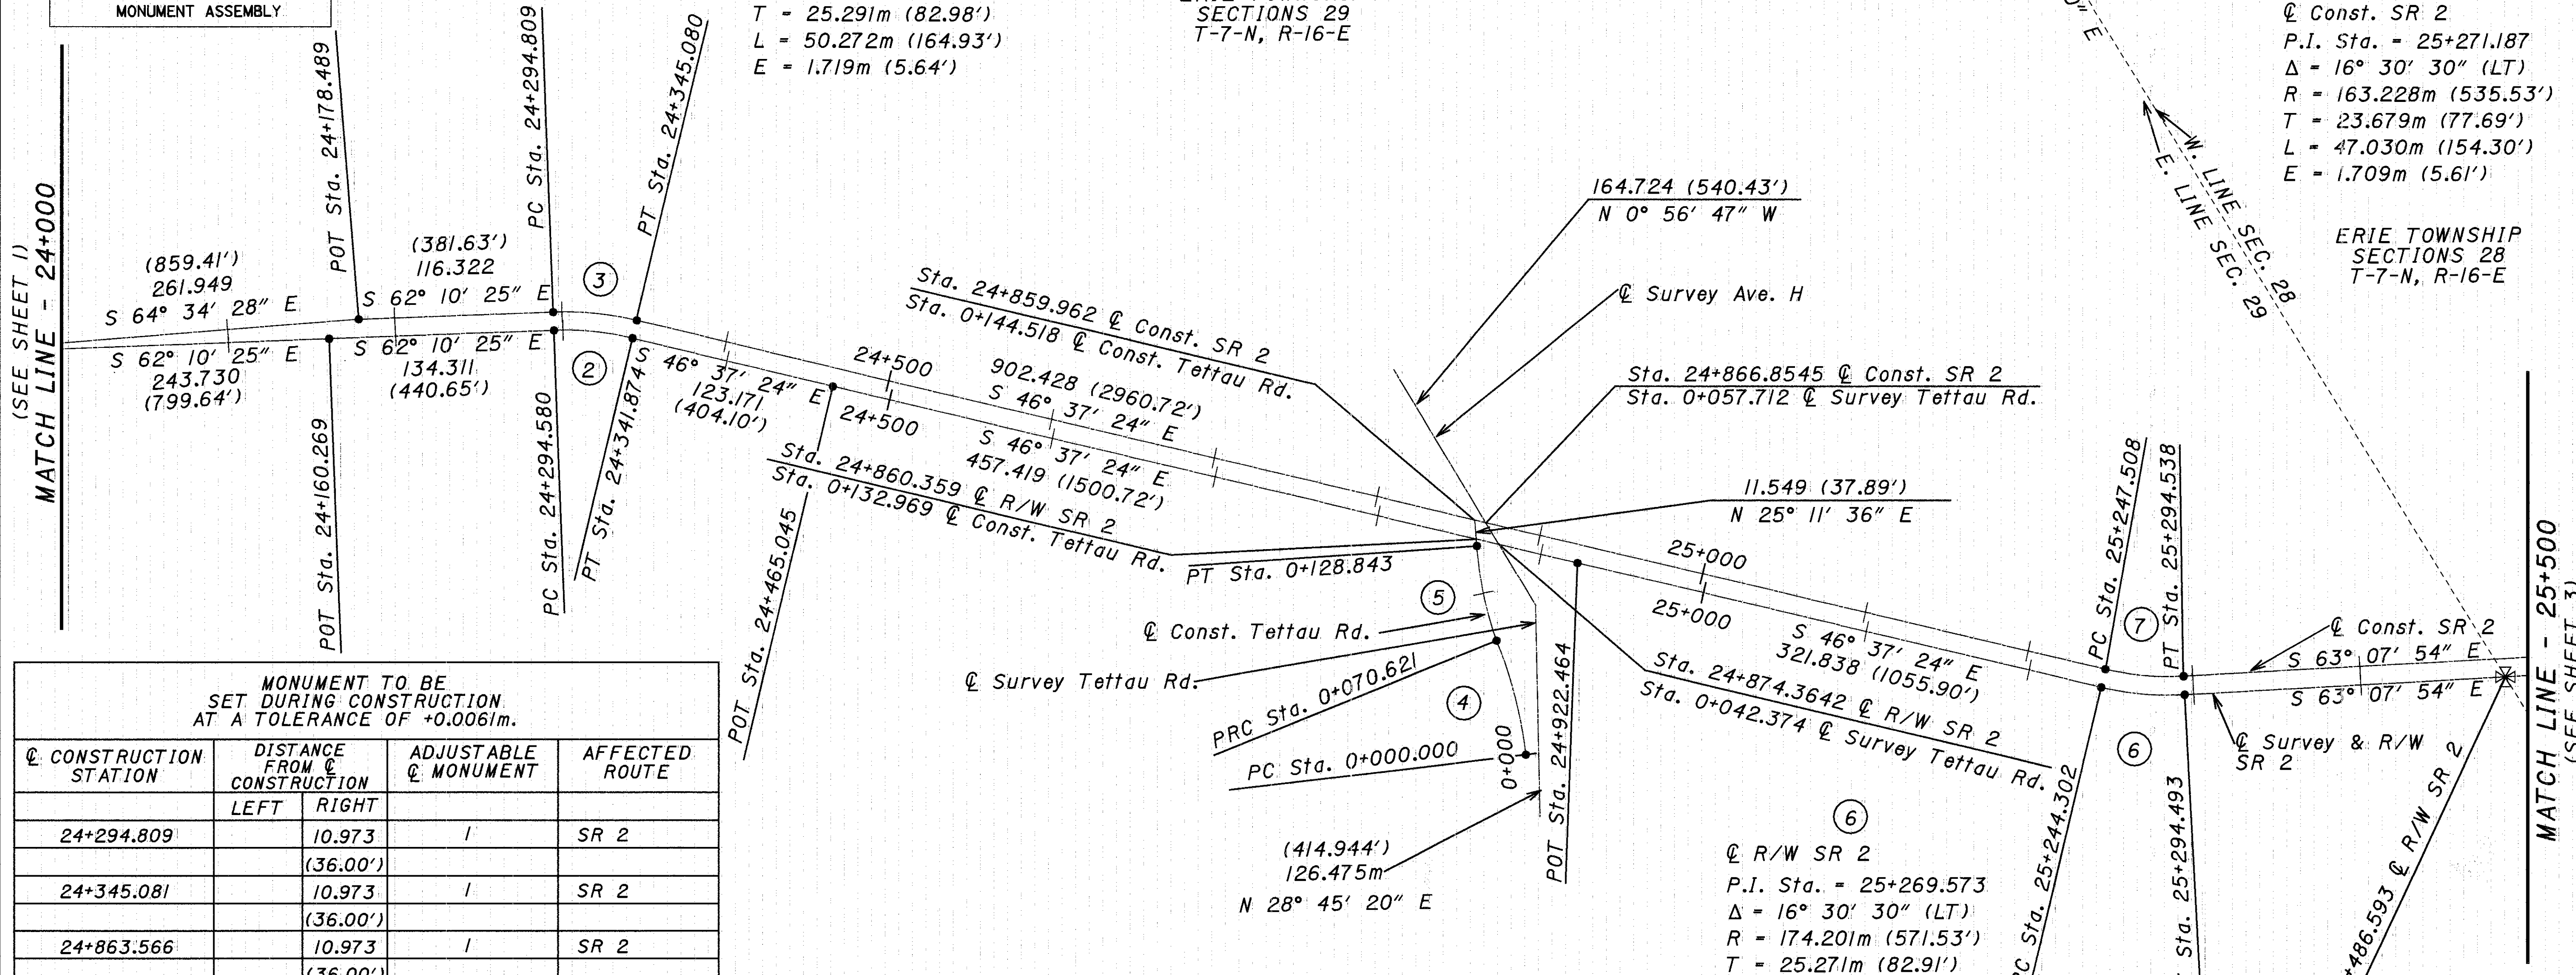 MONUMENT ASSEMBLY
T = 25.291m (82.98')
L = 50.272m (164.93')
E = 1.719m (5.64')
SECTIONS 29
T-7-N, R-16-E
℄ Const. SR 2
P.I. Sta. = 25+271.187
Δ = 16° 30' 30" (LT)
R = 163.228m (535.53')
T = 23.679m (77.69')
L = 47.030m (154.30')
E = 1.709m (5.61')
ERIE TOWNSHIP
SECTIONS 28
T-7-N, R-16-E
W. LINE SEC. 28
E. LINE SEC. 29
(SEE SHEET 1)
MATCH LINE - 24+000
POT Sta. 24+178.489
PC Sta. 24+294.809
PT Sta. 24+345.080
(859.41')
261.949
S 64° 34' 28" E
(381.63')
116.322
S 62° 10' 25" E
3
S 62° 10' 25" E
243.730
(799.64')
S 62° 10' 25" E
134.311
(440.65')
2
S 46° 37' 24" E
123.171
(404.10')
POT Sta. 24+160.269
PC Sta. 24+294.580
PT Sta. 24+341.874
POT Sta. 24+465.045
24+500
24+500
Sta. 24+859.962 ℄ Const. SR 2
Sta. 0+144.518 ℄ Const. Tettau Rd.
902.428 (2960.72')
S 46° 37' 24" E
S 46° 37' 24" E
457.419 (1500.72')
Sta. 24+860.359 ℄ R/W SR 2
Sta. 0+132.969 ℄ Const. Tettau Rd.
PT Sta. 0+128.843
164.724 (540.43')
N 0° 56' 47" W
℄ Survey Ave. H
Sta. 24+866.8545 ℄ Const. SR 2
Sta. 0+057.712 ℄ Survey Tettau Rd.
11.549 (37.89')
N 25° 11' 36" E
25+000
25+000
5
℄ Const. Tettau Rd.
℄ Survey Tettau Rd.
PRC Sta. 0+070.621
4
PC Sta. 0+000.000
0+000
POT Sta. 24+922.464
(414.944')
126.475m
N 28° 45' 20" E
S 46° 37' 24" E
321.838 (1055.90')
Sta. 24+874.3642 ℄ R/W SR 2
Sta. 0+042.374 ℄ Survey Tettau Rd.
PC Sta. 25+247.508
PT Sta. 25+294.538
7
℄ Const. SR 2
S 63° 07' 54" E
S 63° 07' 54" E
℄ Survey & R/W
SR 2
6
PC Sta. 25+244.302
Sta. 25+294.493
+486.593 ℄ R/W SR 2
MATCH LINE - 25+500
(SEE SHEET 3)
6
℄ R/W SR 2
P.I. Sta. = 25+269.573
Δ = 16° 30' 30" (LT)
R = 174.201m (571.53')
T = 25.271m (82.91')
MONUMENT TO BE
SET DURING CONSTRUCTION
AT A TOLERANCE OF +0.0061m.
℄ CONSTRUCTION STATION
DISTANCE FROM ℄ CONSTRUCTION
ADJUSTABLE ℄ MONUMENT
AFFECTED ROUTE
LEFT RIGHT
24+294.809 10.973 1 SR 2
(36.00')
24+345.081 10.973 1 SR 2
(36.00')
24+863.566 10.973 1 SR 2
(36.00')